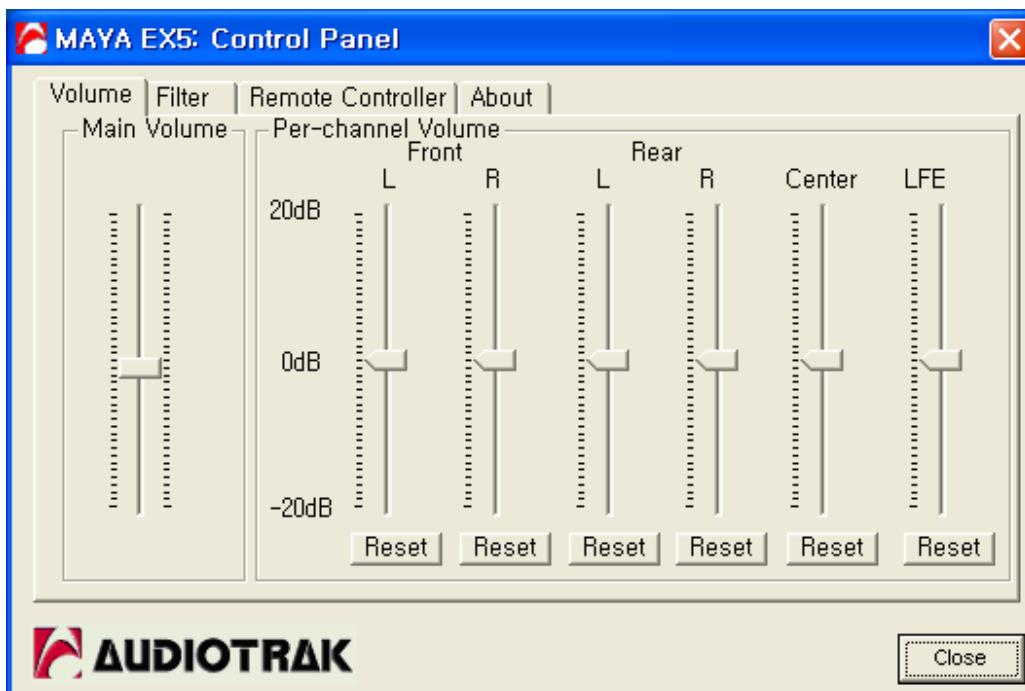 MAYA EX5: Control Panel
Volume Filter Remote Controller About
Main Volume Per-channel Volume
Front Rear
L R L R Center LFE
20dB
0dB
-20dB
Reset Reset Reset Reset Reset Reset
AUDIOTRAK
Close